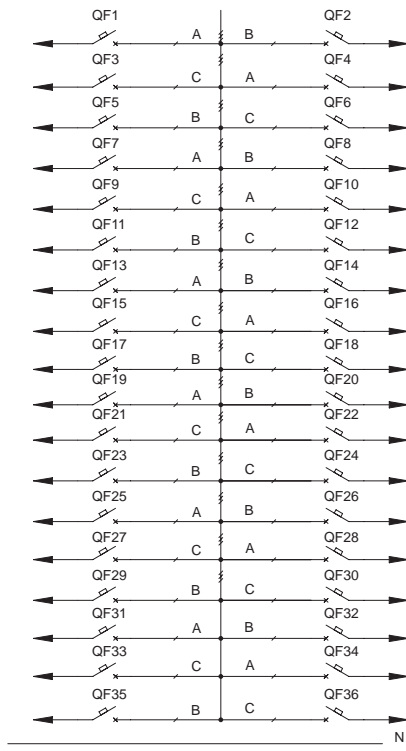 QF1 QF2
A B
QF3 QF4
C A
QF5 QF6
B C
QF7 QF8
A B
QF9 QF10
C A
QF11 QF12
B C
QF13 QF14
A B
QF15 QF16
C A
QF17 QF18
B C
QF19 QF20
A B
QF21 QF22
C A
QF23 QF24
B C
QF25 QF26
A B
QF27 QF28
C A
QF29 QF30
B C
QF31 QF32
A B
QF33 QF34
C A
QF35 QF36
B C
N